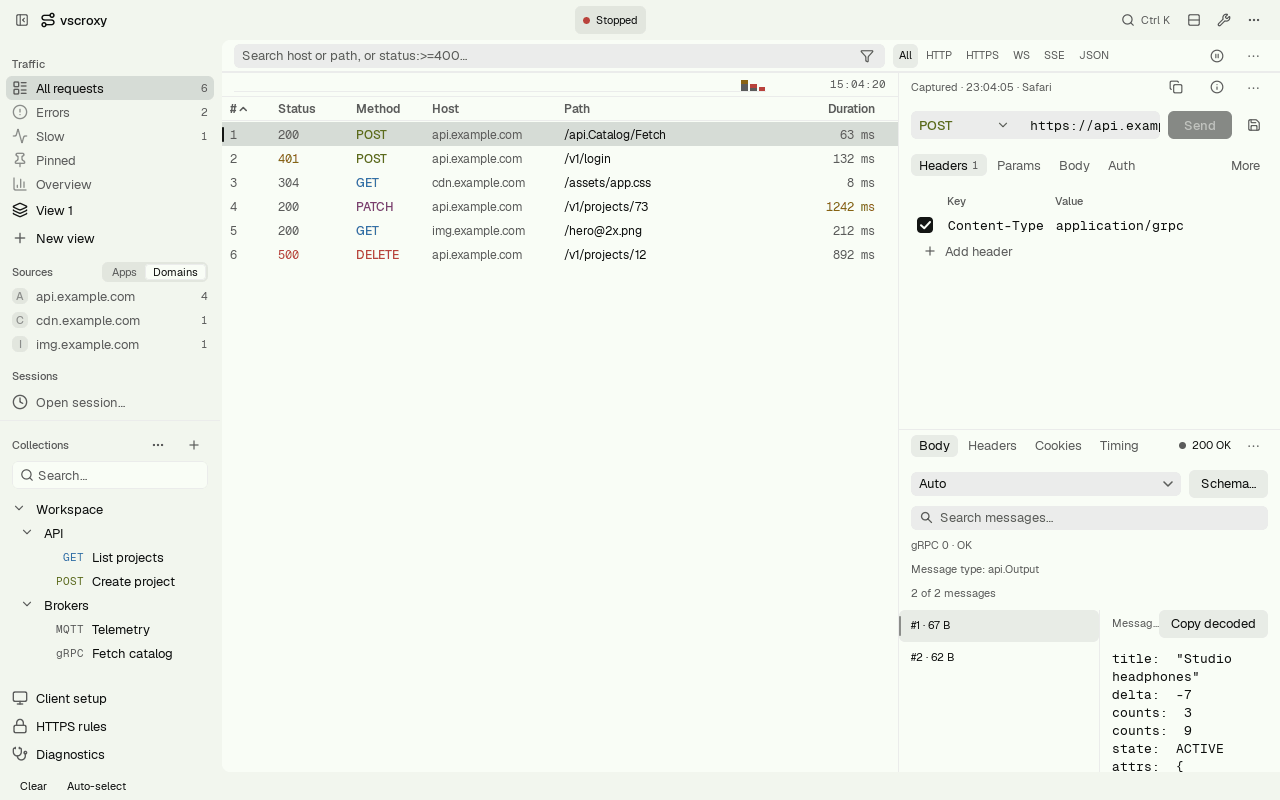 vscroxy
Stopped
Ctrl K
Traffic
All requests 6
Errors 2
Slow
Pinned
Overview
View 1
New view
Sources Apps Domains
A api.example.com 4
C cdn.example.com 1
I img.example.com 1
Sessions
Open session…
Collections
Search…
Workspace
API
GET List projects
POST Create project
Brokers
MQTT Telemetry
gRPC Fetch catalog
Client setup
HTTPS rules
Diagnostics
Clear Auto-select
Search host or path, or status:>=400…
All HTTP HTTPS WS SSE JSON
15:04:20
# Status Method Host Path Duration
1 200 POST api.example.com /api.Catalog/Fetch 63 ms
2 401 POST api.example.com /v1/login 132 ms
3 304 GET cdn.example.com /assets/app.css 8 ms
4 200 PATCH api.example.com /v1/projects/73 1242 ms
5 200 GET img.example.com /hero@2x.png 212 ms
6 500 DELETE api.example.com /v1/projects/12 892 ms
Captured · 23:04:05 · Safari
POST https://api.examp Send
Headers 1 Params Body Auth More
Key Value
Content-Type application/grpc
Add header
Body Headers Cookies Timing 200 OK
Auto Schema…
Search messages…
gRPC 0 · OK
Message type: api.Output
2 of 2 messages
#1 · 67 B
#2 · 62 B
Messag… Copy decoded
title: "Studio
headphones"
delta: -7
counts: 3
counts: 9
state: ACTIVE
attrs: {